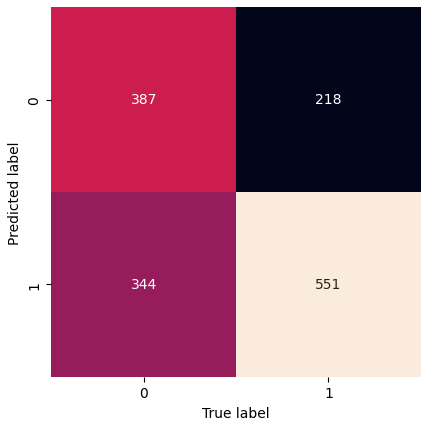 387 218
0
Predicted label
344 551
1
0 1
True label